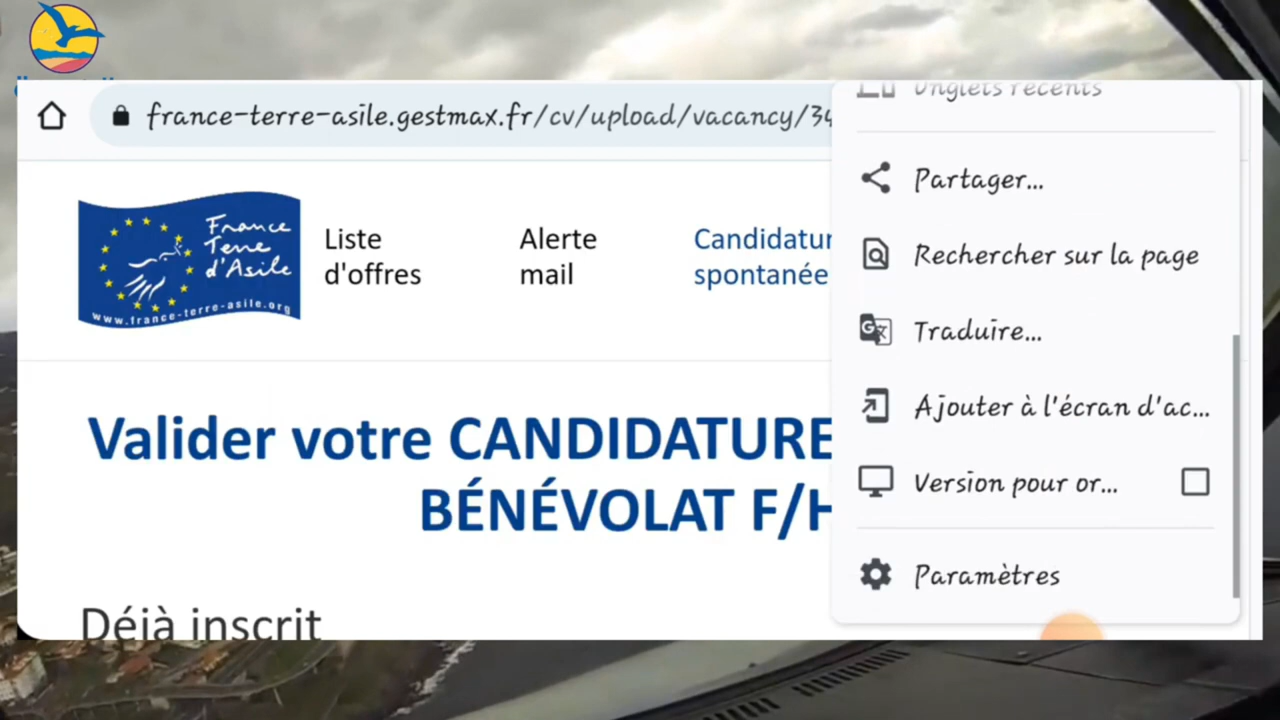 Onglets récents
france-terre-asile.gestmax.fr/cv/upload/vacancy/34
Partager...
France
Terre
d'Asile
www.france-terre-asile.org
Liste
d'offres
Alerte
mail
Candidatur
spontanée
Rechercher sur la page
Traduire...
Ajouter à l'écran d'ac...
Valider votre CANDIDATURE
BÉNÉVOLAT F/H
Version pour or...
Paramètres
Déjà inscrit